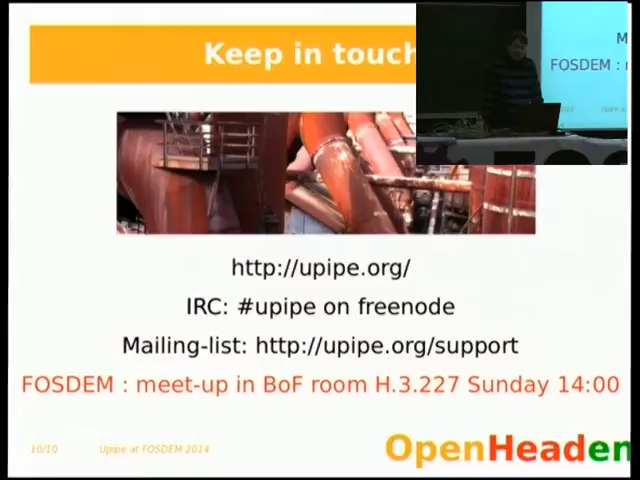 Keep in touch
M
FOSDEM :
http://upipe.org/
IRC: #upipe on freenode
Mailing-list: http://upipe.org/support
FOSDEM : meet-up in BoF room H.3.227 Sunday 14:00
10/10 Upipe at FOSDEM 2014
OpenHeaden